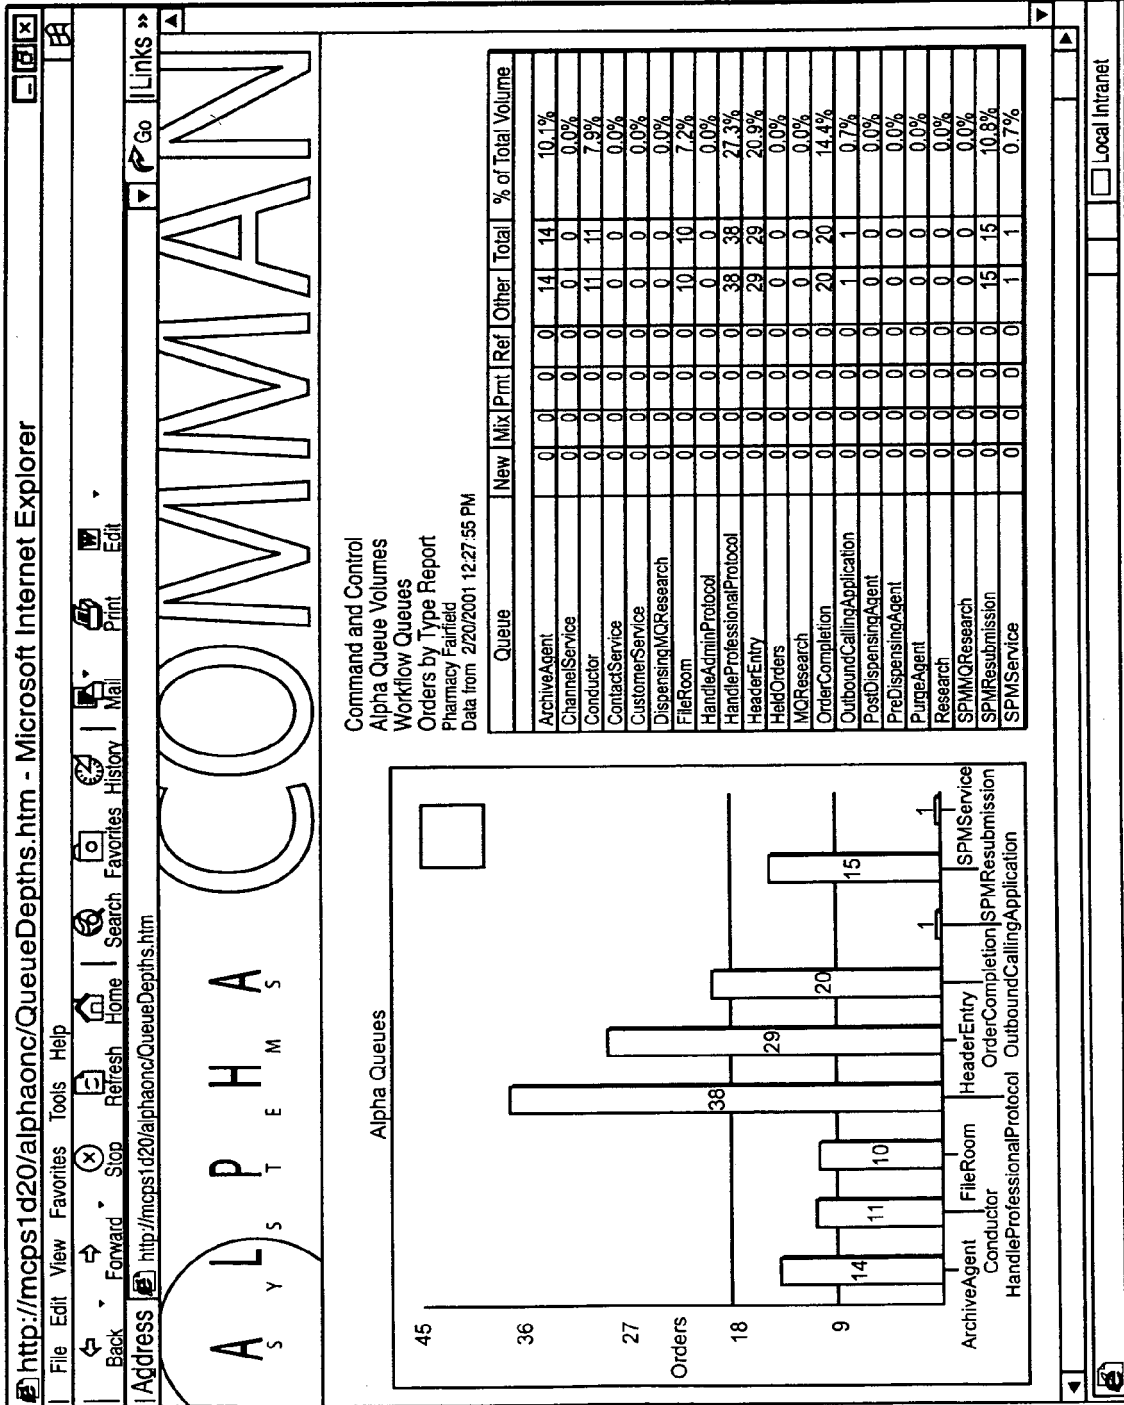 http://mcps1d20/alphaonc/QueueDepths.htm - Microsoft Internet Explorer
File Edit View Favorites Tools Help
Back Forward Stop Refresh Home Search Favorites History Mail Print Edit
Address http://mcps1d20/alphaonc/QueueDepths.htm Go Links »
ALPHA COMMAN
SYSTEMS
Alpha Queues
45
36
27
18
9
Orders
14
11
10
38
29
20
1
15
1
ArchiveAgent FileRoom HeaderEntry OrderCompletion SPMResubmission SPMService
Conductor
HandleProfessionalProtocol OutboundCallingApplication
Command and Control
Alpha Queue Volumes
Workflow Queues
Orders by Type Report
Pharmacy Fairfield
Data from 2/20/2001 12:27:55 PM
Queue New Mix Prnt Ref Other Total % of Total Volume
ArchiveAgent 0 0 0 0 14 14 10.1%
ChannelService 0 0 0 0 0 0 0.0%
Conductor 0 0 0 0 11 11 7.9%
ContactService 0 0 0 0 0 0 0.0%
CustomerService 0 0 0 0 0 0 0.0%
DispensingMQResearch 0 0 0 0 0 0 0.0%
FileRoom 0 0 0 0 10 10 7.2%
HandleAdminProtocol 0 0 0 0 0 0 0.0%
HandleProfessionalProtocol 0 0 0 0 38 38 27.3%
HeaderEntry 0 0 0 0 29 29 20.9%
HeldOrders 0 0 0 0 0 0 0.0%
MQResearch 0 0 0 0 0 0 0.0%
OrderCompletion 0 0 0 0 20 20 14.4%
OutboundCallingApplication 0 0 0 0 1 1 0.7%
PostDispensingAgent 0 0 0 0 0 0 0.0%
PreDispensingAgent 0 0 0 0 0 0 0.0%
PurgeAgent 0 0 0 0 0 0 0.0%
Research 0 0 0 0 0 0 0.0%
SPMMQResearch 0 0 0 0 0 0 0.0%
SPMResubmission 0 0 0 0 15 15 10.8%
SPMService 0 0 0 0 1 1 0.7%
Local Intranet